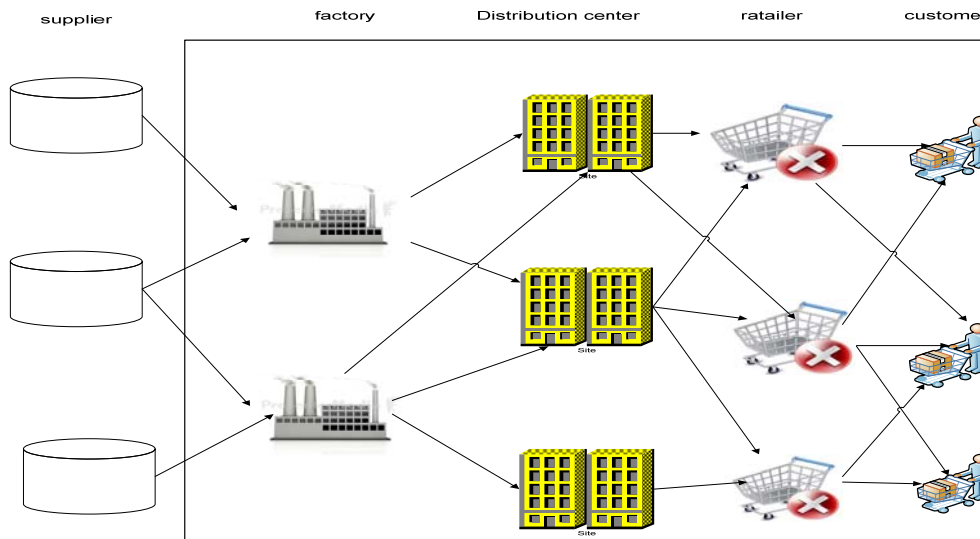 supplier
factory
Distribution center
ratailer
custome
Site
Site
Site